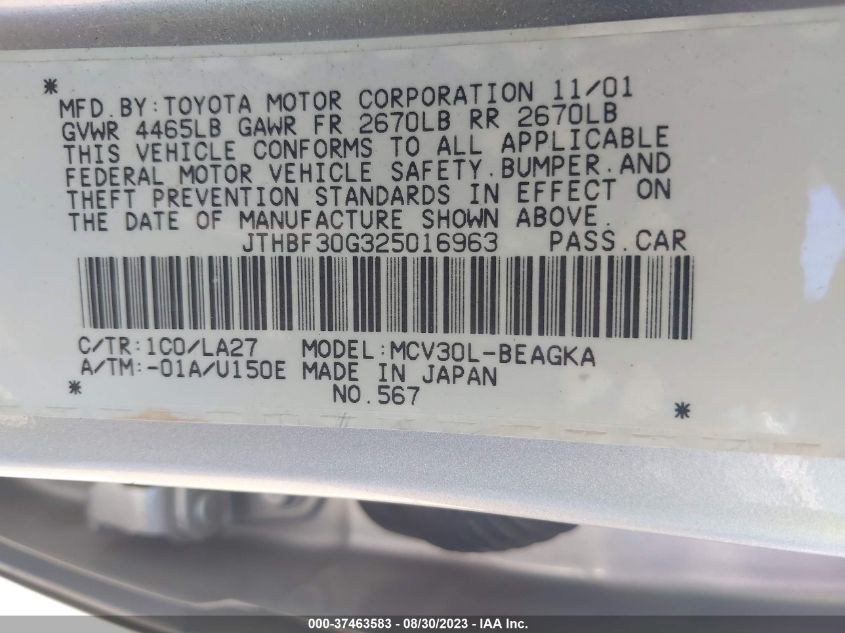 * MFD.BY:TOYOTA MOTOR CORPORATION 11/01
GVWR 4465LB GAWR FR 2670LB RR 2670LB
THIS VEHICLE CONFORMS TO ALL APPLICABLE
FEDERAL MOTOR VEHICLE SAFETY.BUMPER.AND
THEFT PREVENTION STANDARDS IN EFFECT ON
THE DATE OF MANUFACTURE SHOWN ABOVE.
JTHBF30G325016963 PASS.CAR
C/TR:1C0/LA27 MODEL:MCV30L-BEAGKA
A/TM:-01A/U150E MADE IN JAPAN
* NO.567 *
000-37463583 / 08/30/2023 - IAA Inc.